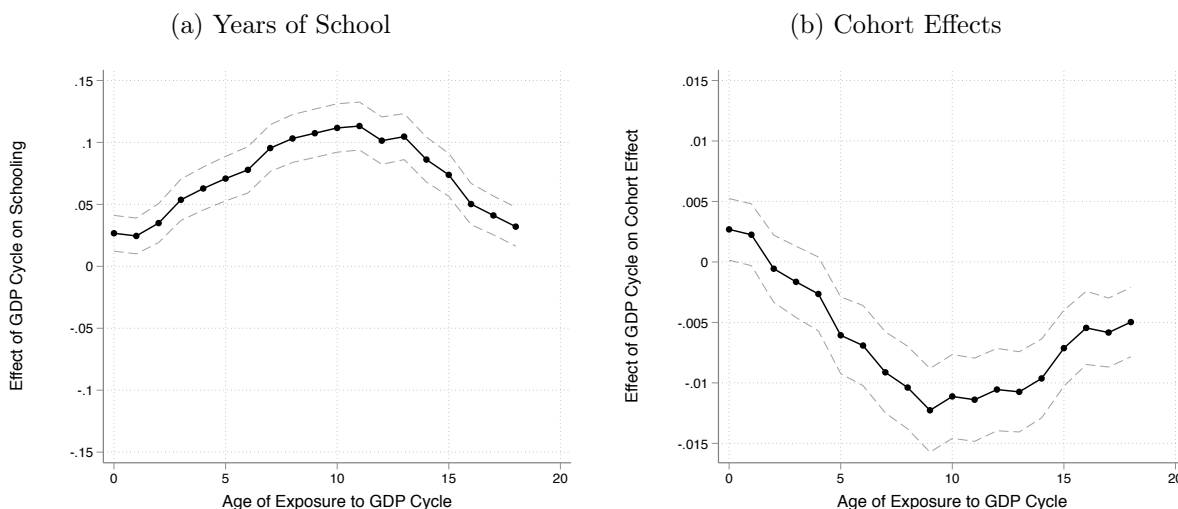 (a) Years of School
.15
.1
.05
0
-.05
-.1
-.15
Effect of GDP Cycle on Schooling
0 5 10 15 20
Age of Exposure to GDP Cycle
(b) Cohort Effects
.015
.01
.005
0
-.005
-.01
-.015
Effect of GDP Cycle on Cohort Effect
0 5 10 15 20
Age of Exposure to GDP Cycle